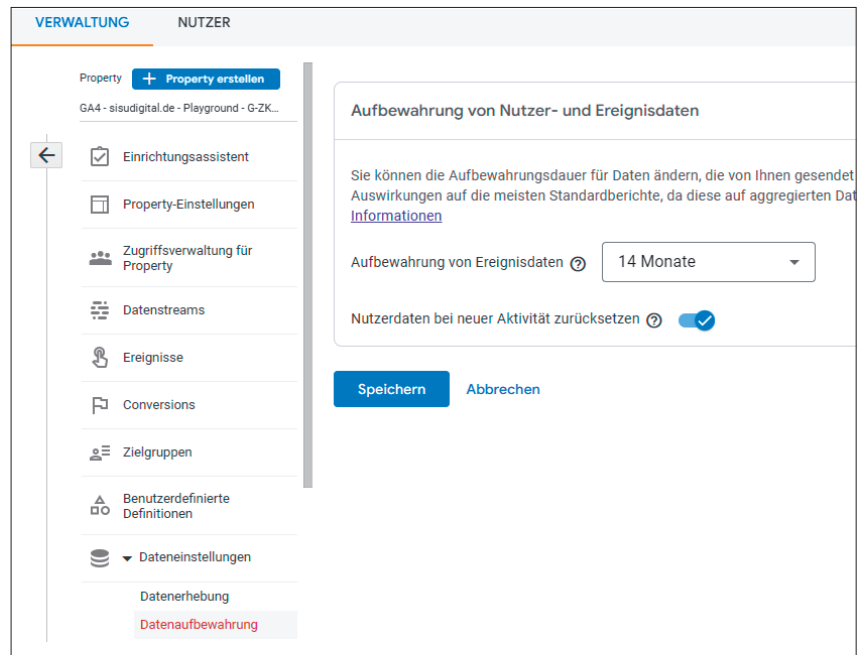 VERWALTUNG NUTZER
Property + Property erstellen
GA4 - sisudigital.de - Playground - G-ZK...
Einrichtungsassistent
Property-Einstellungen
Zugriffsverwaltung für
Property
Datenstreams
Ereignisse
Conversions
Zielgruppen
Benutzerdefinierte
Definitionen
Dateneinstellungen
Datenerhebung
Datenaufbewahrung
Aufbewahrung von Nutzer- und Ereignisdaten
Sie können die Aufbewahrungsdauer für Daten ändern, die von Ihnen gesendet
Auswirkungen auf die meisten Standardberichte, da diese auf aggregierten Dat
Informationen
Aufbewahrung von Ereignisdaten ? 14 Monate
Nutzerdaten bei neuer Aktivität zurücksetzen ?
Speichern Abbrechen